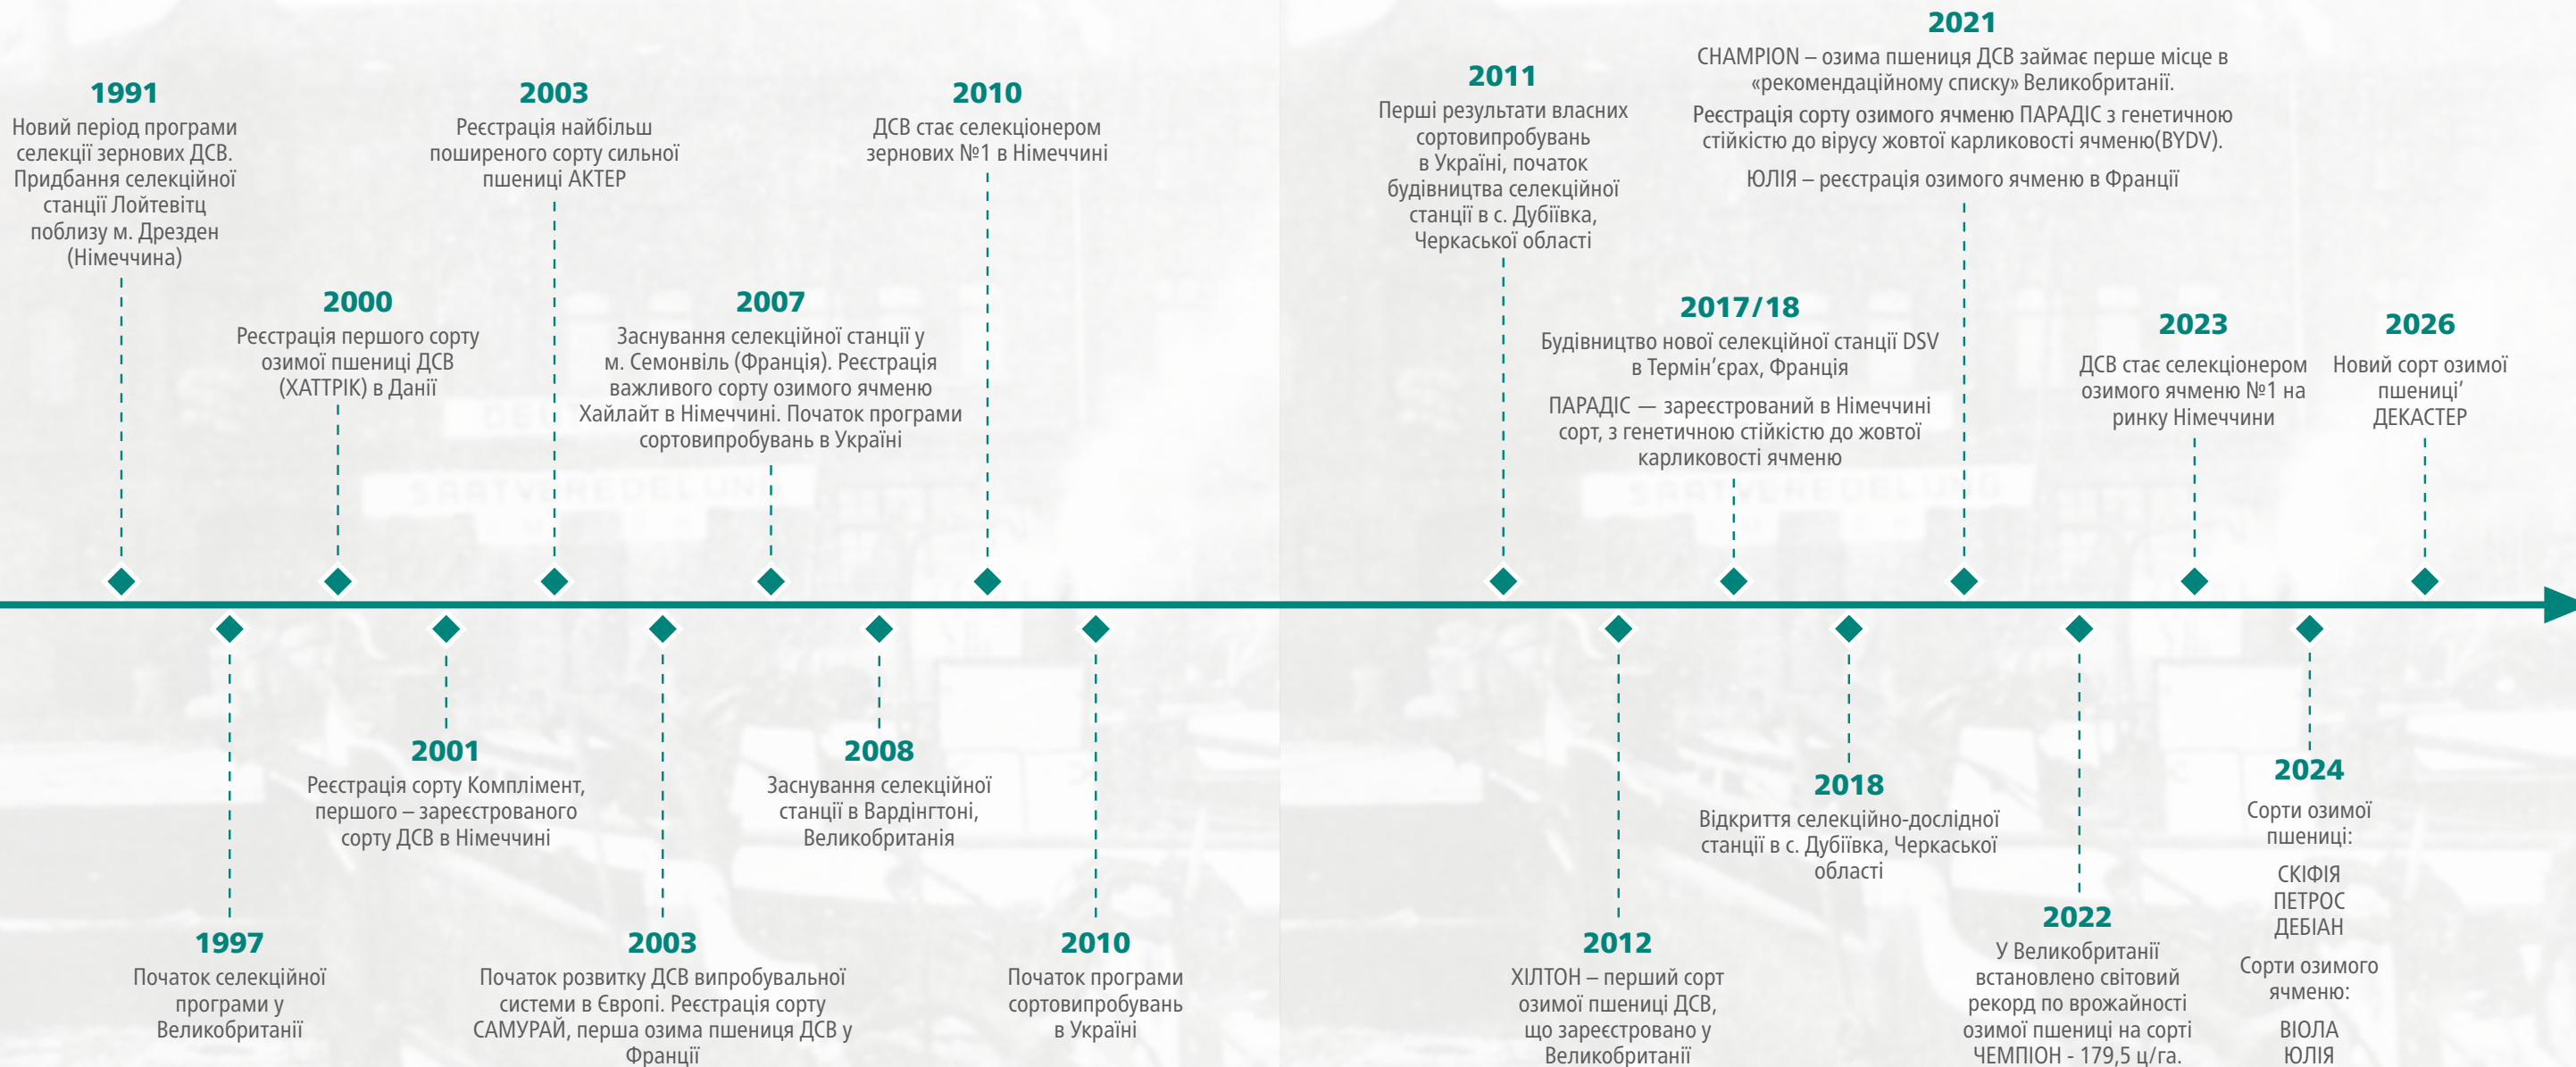 1991
Новий період програми
селекції зернових ДСВ.
Придбання селекційної
станції Лойтевітц
поблизу м. Дрезден
(Німеччина)
2000
Реєстрація першого сорту
озимої пшениці ДСВ
(ХАТТРІК) в Данії
2003
Реєстрація найбільш
поширеного сорту сильної
пшениці АКТЕР
2007
Заснування селекційної станції у
м. Семонвіль (Франція). Реєстрація
важливого сорту озимого ячменю
Хайлайт в Німеччині. Початок програми
сортовипробувань в Україні
2010
ДСВ стає селекціонером
зернових №1 в Німеччині
2011
Перші результати власних
сортовипробувань
в Україні, початок
будівництва селекційної
станції в с. Дубіївка,
Черкаської області
2017/18
Будівництво нової селекційної станції DSV
в Термін’єрах, Франція
ПАРАДІС — зареєстрований в Німеччині
сорт, з генетичною стійкістю до жовтої
карликовості ячменю
2021
CHAMPION – озима пшениця ДСВ займає перше місце в
«рекомендаційному списку» Великобританії.
Реєстрація сорту озимого ячменю ПАРАДІС з генетичною
стійкістю до вірусу жовтої карликовості ячменю(BYDV).
ЮЛІЯ – реєстрація озимого ячменю в Франції
2023
ДСВ стає селекціонером
озимого ячменю №1 на
ринку Німеччини
2026
Новий сорт озимої
пшениці’
ДЕКАСТЕР
SAATVEREDELUNG
1997
Початок селекційної
програми у
Великобританії
2001
Реєстрація сорту Комплімент,
першого – зареєстрованого
сорту ДСВ в Німеччині
2003
Початок розвитку ДСВ випробувальної
системи в Європі. Реєстрація сорту
САМУРАЙ, перша озима пшениця ДСВ у
Франції
2008
Заснування селекційної
станції в Вардінгтоні,
Великобританія
2010
Початок програми
сортовипробувань
в Україні
2012
ХІЛТОН – перший сорт
озимої пшениці ДСВ,
що зареєстровано у
Великобританії
2018
Відкриття селекційно-дослідної
станції в с. Дубіївка, Черкаської
області
2022
У Великобританії
встановлено світовий
рекорд по врожайності
озимої пшениці на сорті
ЧЕМПІОН - 179,5 ц/га.
2024
Сорти озимої
пшениці:
СКІФІЯ
ПЕТРОС
ДЕБІАН
Сорти озимого
ячменю:
ВІОЛА
ЮЛІЯ